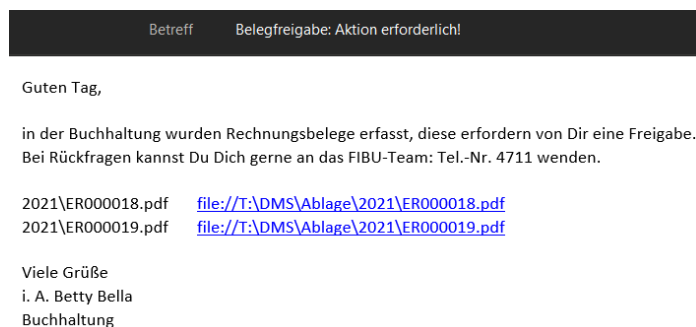 Betreff Belegfreigabe: Aktion erforderlich!
Guten Tag,
in der Buchhaltung wurden Rechnungsbelege erfasst, diese erfordern von Dir eine Freigabe.
Bei Rückfragen kannst Du Dich gerne an das FIBU-Team: Tel.-Nr. 4711 wenden.
2021\ER000018.pdf file://T:\DMS\Ablage\2021\ER000018.pdf
2021\ER000019.pdf file://T:\DMS\Ablage\2021\ER000019.pdf
Viele Grüße
i. A. Betty Bella
Buchhaltung